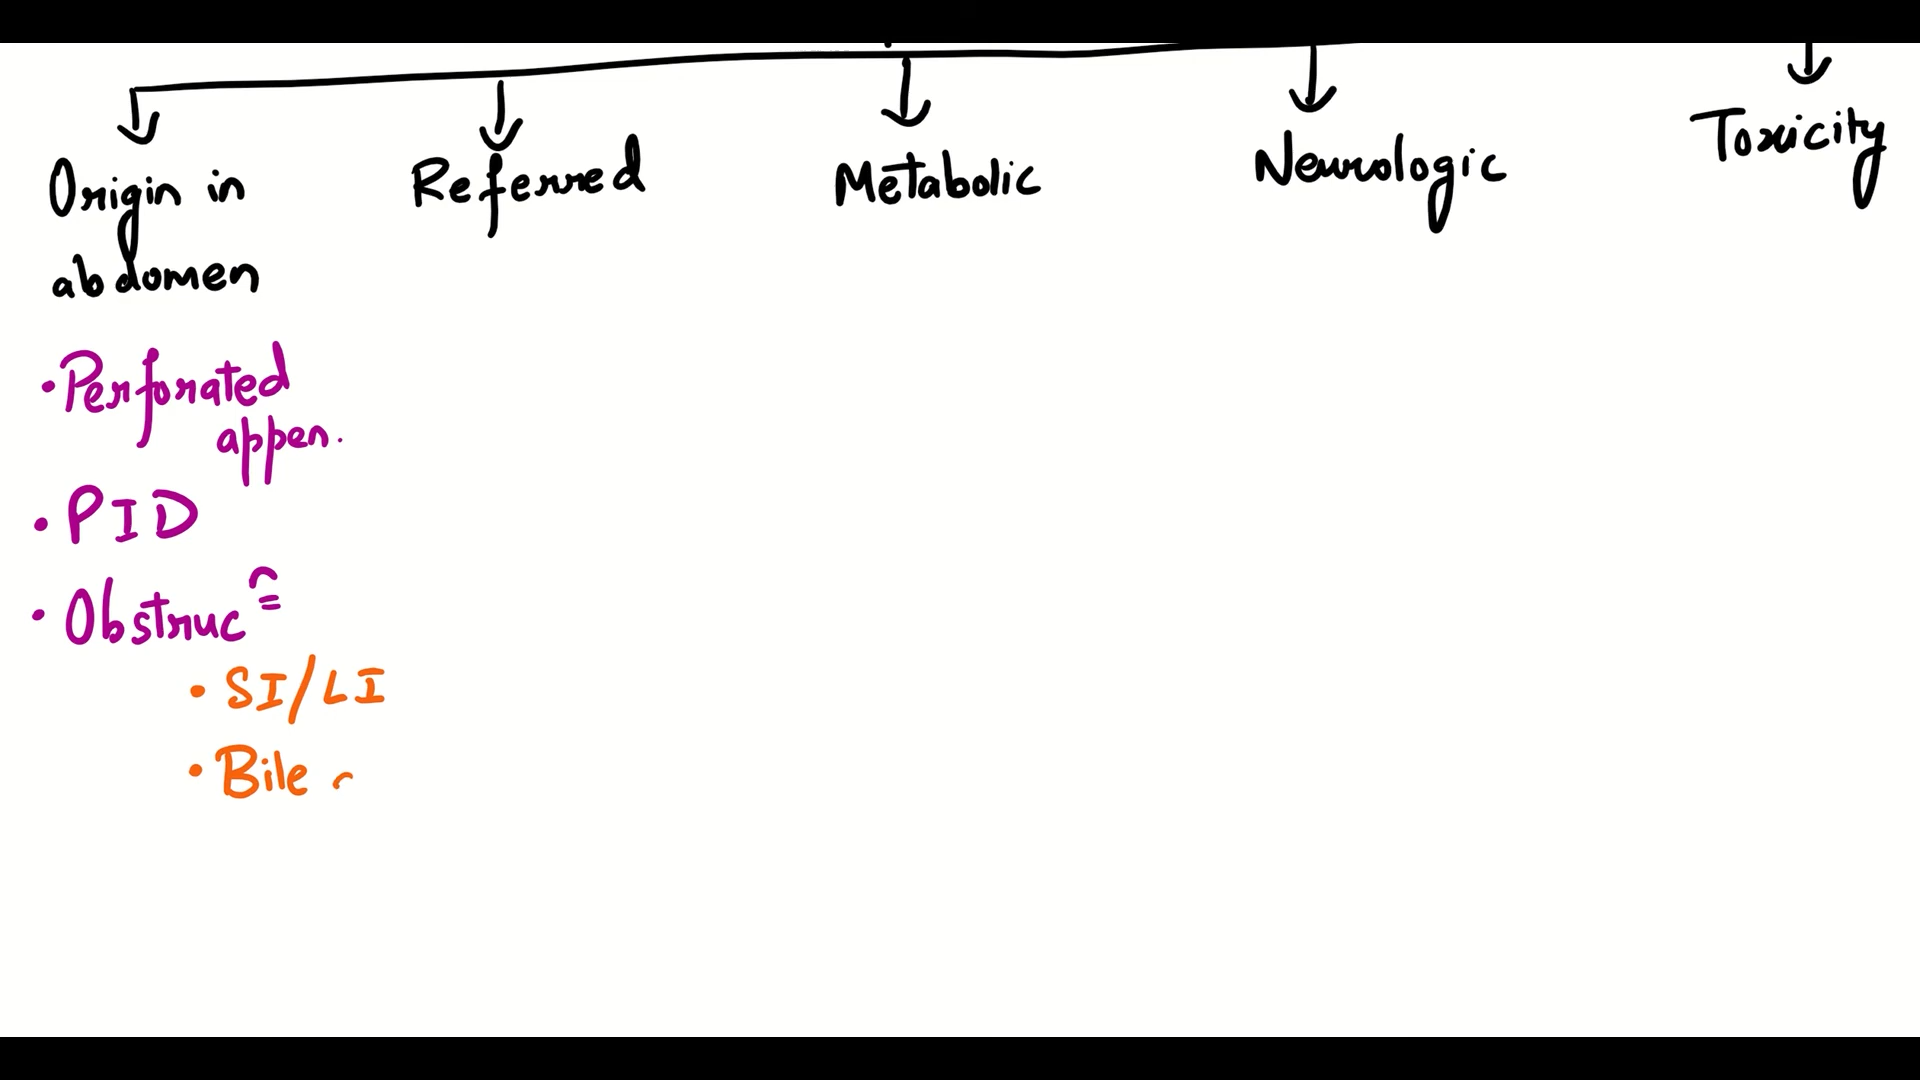 Origin in
abdomen
Referred
Metabolic
Neurologic
Toxicity
• Perforated
appen.
• PID
• Obstruc
• SI/LI
• Bile